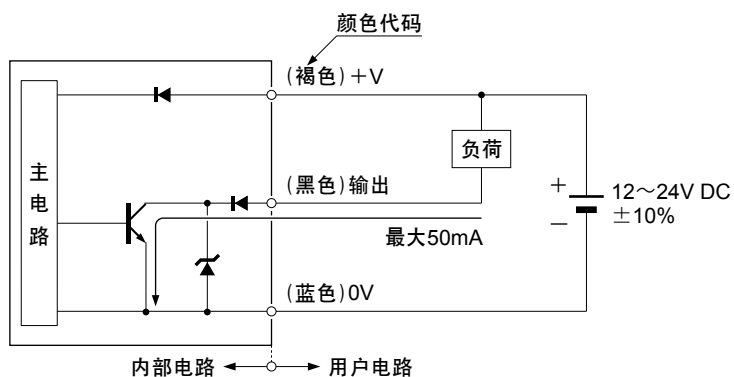 颜色代码
(褐色)＋V
主电路
负荷
(黑色)输出
＋
－
12～24V DC
±10%
最大50mA
(蓝色)0V
内部电路
用户电路